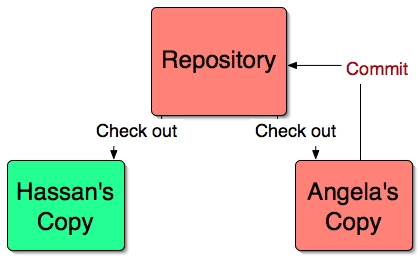 Repository
Commit
Check out
Check out
Hassan's
Copy
Angela's
Copy